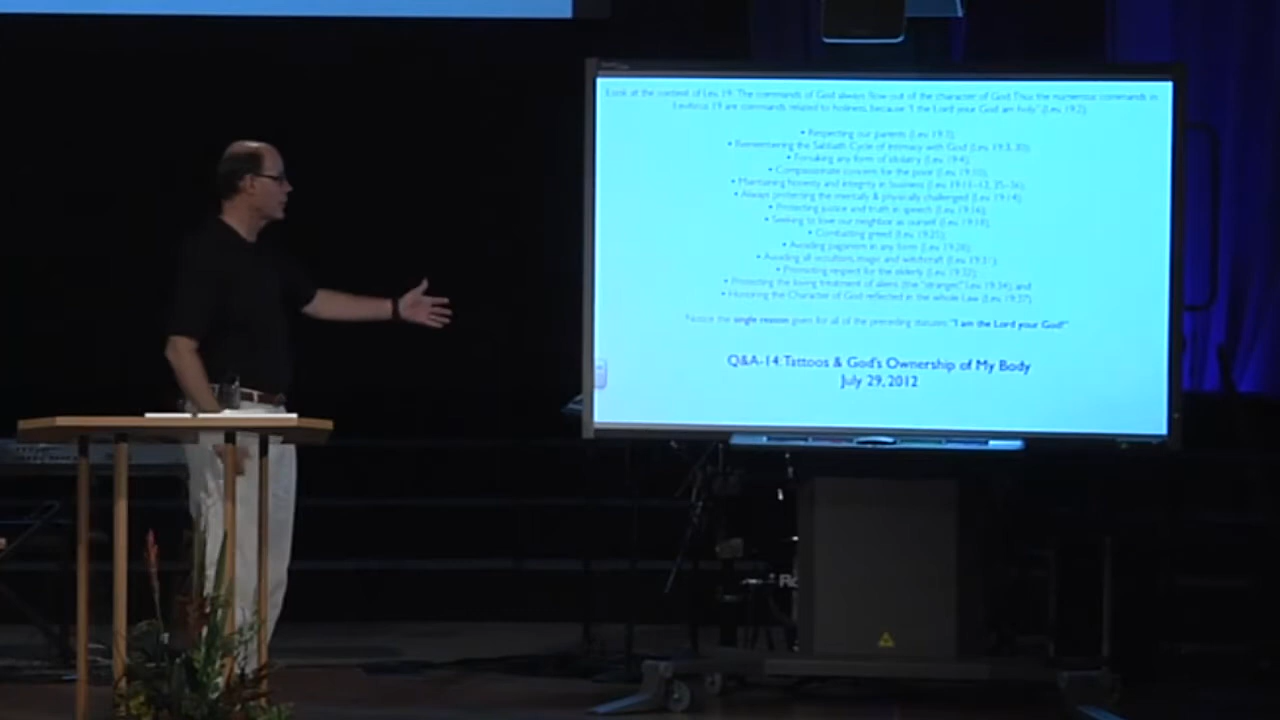 Look at the context of Lev. 19. The commands of God always flow out of the character of God. Thus the numerous commands in
Leviticus 19 are commands related to holiness, because "I the Lord your God am holy" (Lev. 19:2).
• Respecting our parents (Lev. 19:3);
• Remembering the Sabbath Cycle of Intimacy with God (Lev. 19:3, 30);
• Forsaking any form of idolatry (Lev. 19:4);
• Compassionate concern for the poor (Lev. 19:10);
• Maintaining honesty and integrity in business (Lev. 19:11-13, 35-36);
• Always protecting the mentally & physically challenged (Lev. 19:14);
• Protecting justice and truth in speech (Lev. 19:16);
• Seeking to love our neighbor as ourself (Lev. 19:18);
• Combatting greed (Lev.
• Avoiding paganism in any form (Lev.
• Avoiding all occultism, magic and witchcraft (Lev. 19:31);
• Promoting respect for the elderly (Lev. 19:32);
• Protecting the loving treatment of aliens (the "stranger," Lev. 19:34), and
• Honoring the Character of God reflected in the whole Law (Lev. 19:37).
Notice the single reason given for all of the preceding statutes: "I am the Lord your God!"
Q&A-14: Tattoos & God's Ownership of My Body
July 29, 2012